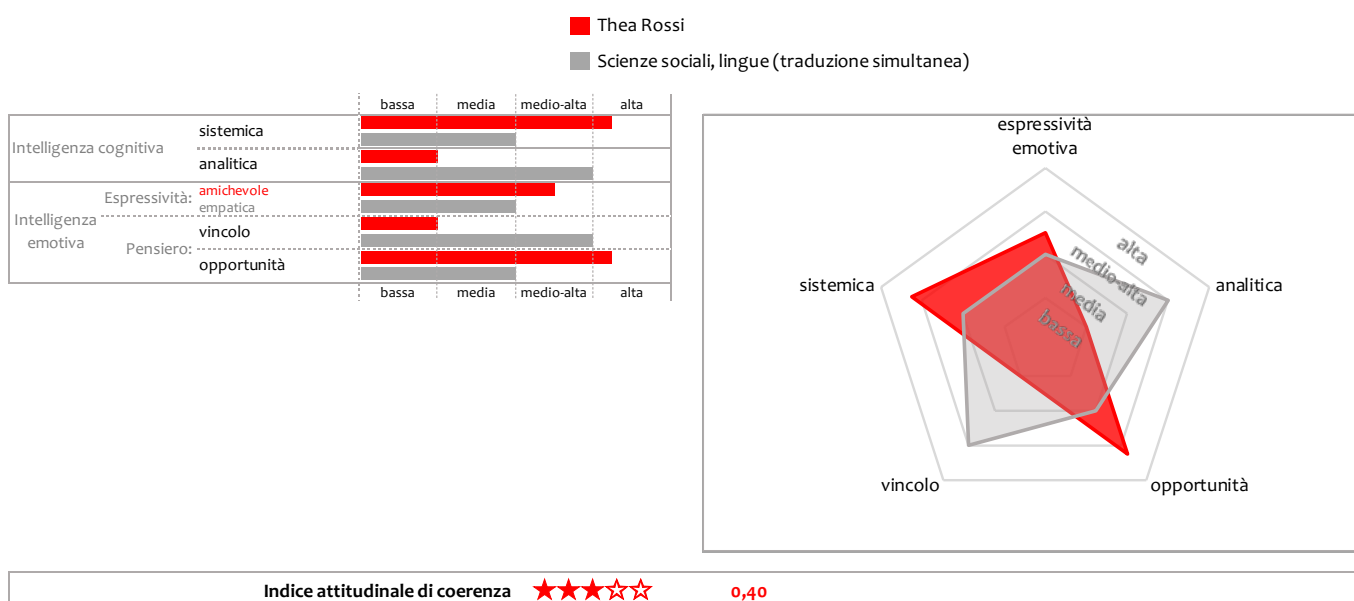 Thea Rossi
Scienze sociali, lingue (traduzione simultanea)
bassa media medio-alta alta
Intelligenza cognitiva
sistemica
analitica
Intelligenza emotiva
Espressività:
amichevole
empatica
Pensiero:
vincolo
opportunità
bassa media medio-alta alta
espressività
emotiva
alta
medio-alta
media
bassa
sistemica
analitica
vincolo
opportunità
Indice attitudinale di coerenza 0,40